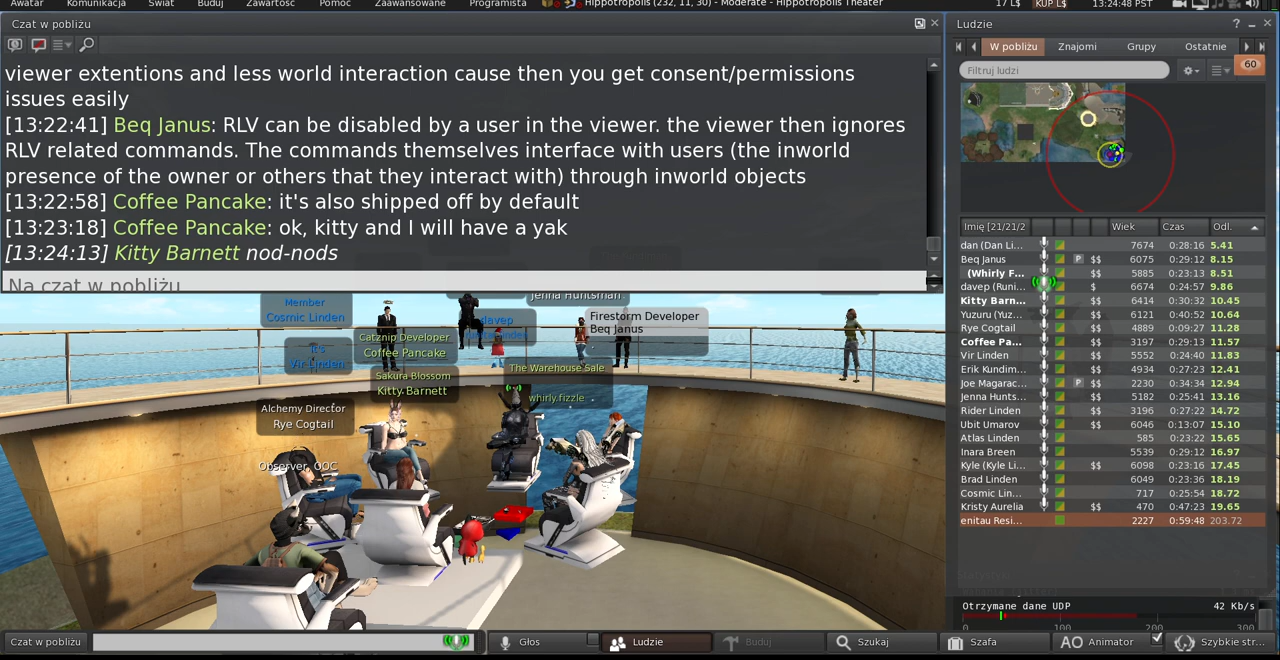 Awatar Komunikacja Świat Buduj Zawartość Pomoc Zaawansowane Programista Hippotropolis (232, 11, 30) - Moderate - Hippotropolis Theater 17 L$ KUP L$ 13:24:48 PST
Czat w pobliżu
viewer extentions and less world interaction cause then you get consent/permissions
issues easily
[13:22:41] Beq Janus: RLV can be disabled by a user in the viewer. the viewer then ignores
RLV related commands. The commands themselves interface with users (the inworld
presence of the owner or others that they interact with) through inworld objects
[13:22:58] Coffee Pancake: it's also shipped off by default
[13:23:18] Coffee Pancake: ok, kitty and I will have a yak
[13:24:13] Kitty Barnett nod-nods
Na czat w pobliżu
Jenna Huntsman
Member
Cosmic Linden
davep
Firestorm Developer
Beq Janus
Catznip Developer
Coffee Pancake
it's
Vir Linden
Sakura Blossom
Kitty Barnett
The Warehouse Sale
whirly.fizzle
Alchemy Director
Rye Cogtail
Observer, OOC
Ludzie
W pobliżu Znajomi Grupy Ostatnie
Filtruj ludzi
60
Imię [21/21/2 Wiek Czas Odl.
dan (Dan Li... 7674 0:28:16 5.41
Beq Janus P $$ 6075 0:29:12 8.15
(Whirly F... $$ 5885 0:23:13 8.51
davep (Runi... $ 6674 0:24:57 9.86
Kitty Barn... $$ 6414 0:30:32 10.45
Yuzuru (Yuz... $$ 6121 0:40:52 10.64
Rye Cogtail $$ 4889 0:09:27 11.28
Coffee Pa... $$ 3197 0:29:13 11.57
Vir Linden $$ 5552 0:24:40 11.83
Erik Kundim... $$ 4934 0:27:23 12.41
Joe Magarac... P $$ 2230 0:34:34 12.94
Jenna Hunts... $$ 5182 0:25:41 13.16
Rider Linden $$ 3196 0:27:22 14.72
Ubit Umarov $$ 6046 0:13:07 15.10
Atlas Linden 585 0:23:22 15.65
Inara Breen 5539 0:29:12 16.97
Kyle (Kyle Li... $$ 6098 0:23:16 17.45
Brad Linden 6049 0:23:36 18.19
Cosmic Lin... 717 0:25:54 18.72
Kristy Aurelia $$ 470 0:47:23 19.65
enitau Resi... 2227 0:59:48 203.72
Otrzymane dane UDP 42 Kb/s
0 100 200 300
Czat w pobliżu Głos Ludzie Buduj Szukaj Szafa AO Animator Szybkie str...